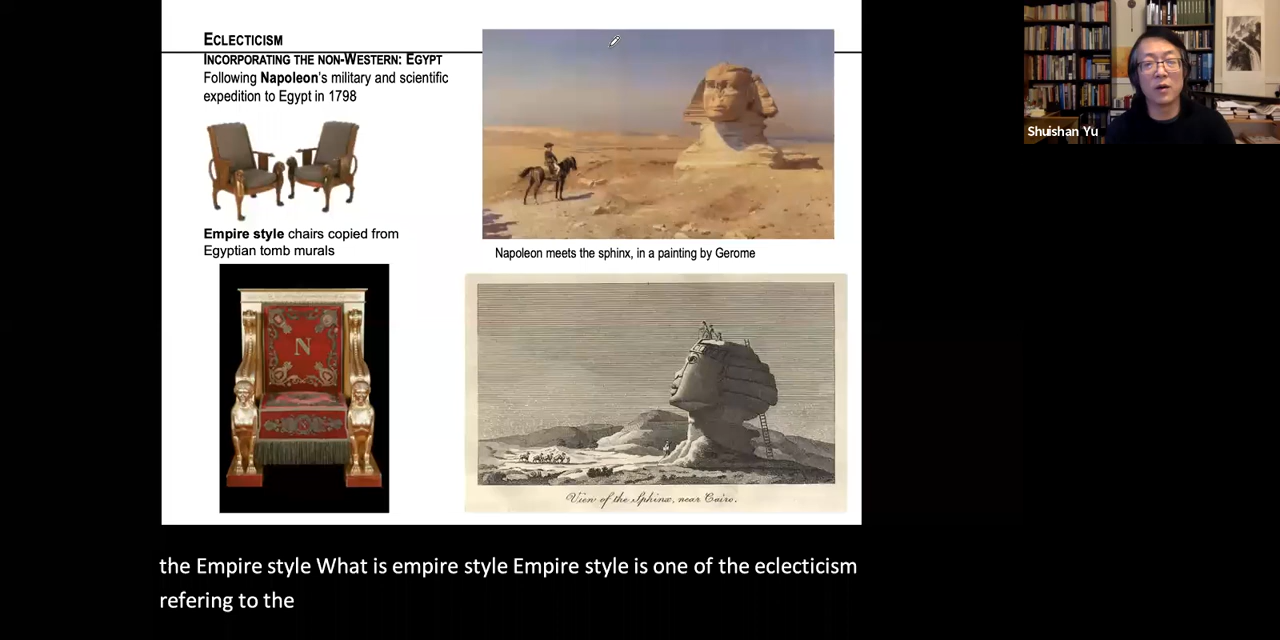 ECLECTICISM
INCORPORATING THE NON-WESTERN: EGYPT
Following Napoleon's military and scientific
expedition to Egypt in 1798
Empire style chairs copied from
Egyptian tomb murals
N
Napoleon meets the sphinx, in a painting by Gerome
View of the Sphinx, near Cairo.
Shuishan Yu
the Empire style What is empire style Empire style is one of the eclecticism
refering to the